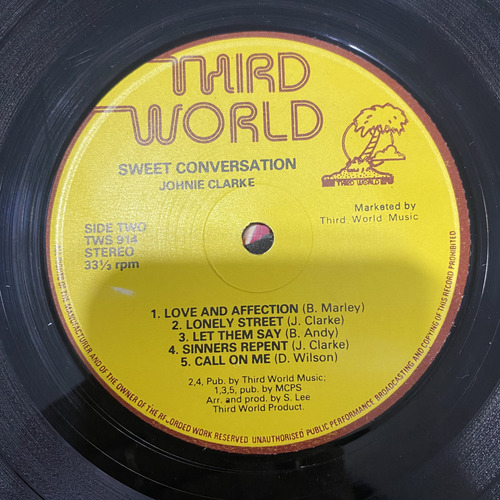 THIRD
WORLD
SWEET CONVERSATION
JOHNIE CLARKE
THIRD WORLD
Marketed by
Third World Music
SIDE TWO
TWS 914
STEREO
33⅓ rpm
1. LOVE AND AFFECTION (B. Marley)
2. LONELY STREET (J. Clarke)
3. LET THEM SAY (B. Andy)
4. SINNERS REPENT (J. Clarke)
5. CALL ON ME (D. Wilson)
2,4, Pub. by Third World Music;
1,3,5, pub. by MCPS
Arr. and prod. by S. Lee
Third World Product.
OF THE MANUFACTURER AND OF THE OWNER OF THE RECORDED WORK RESERVED UNAUTHORISED PUBLIC PERFORMANCE BROADCASTING AND COPYING OF THIS RECORD PROHIBITED